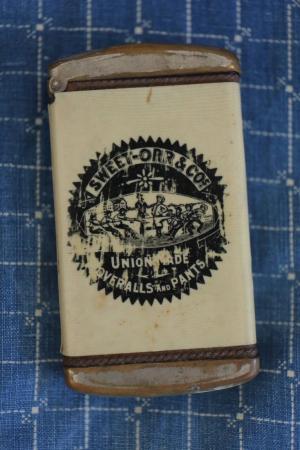 SWEET-ORR & CO'S
UNION MADE
OVERALLS AND PANTS